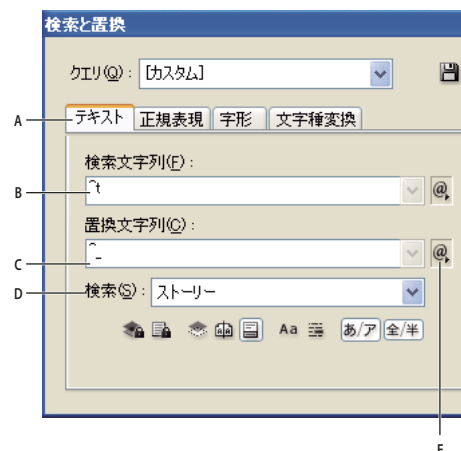 検索と置換
クエリ(Q): [カスタム]
A テキスト 正規表現 字形 文字種変換
検索文字列(F):
B ^t @
置換文字列(C):
C ^_ @
D 検索(S): ストーリー
Aa あ/ア 全/半
E